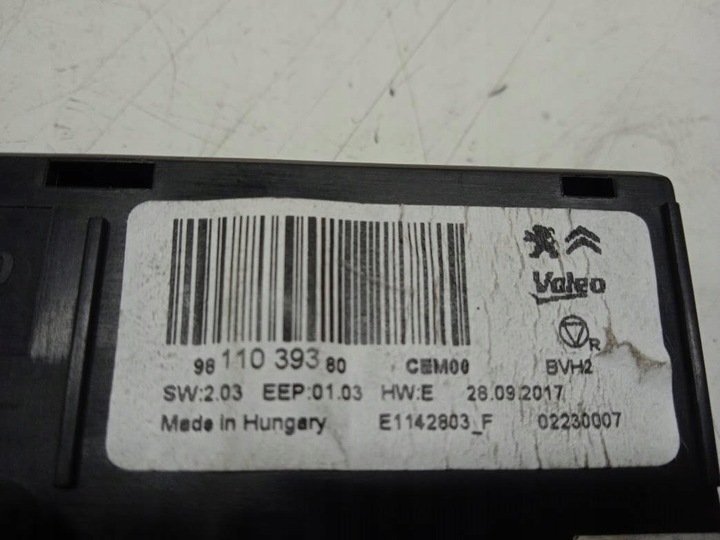 Valeo
R
98 110 393 80 CEM00 BVH2
SW:2.03 EEP:01.03 HW:E 28.09.2017
Made in Hungary E1142803_F 02230007